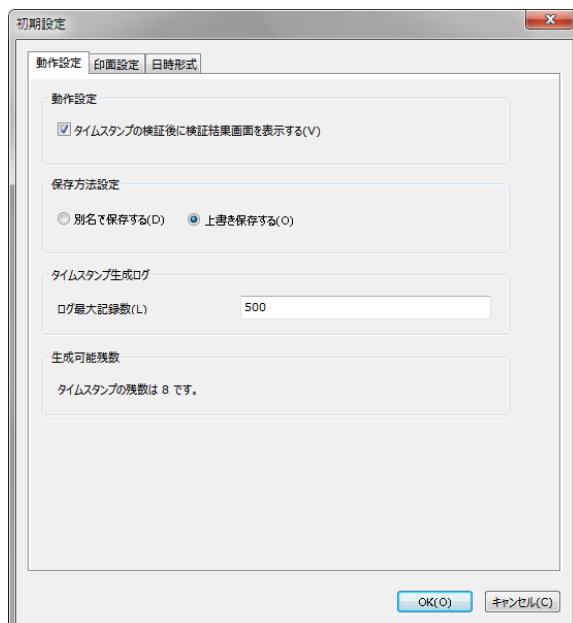 初期設定
動作設定 印面設定 日時形式
動作設定
タイムスタンプの検証後に検証結果画面を表示する(V)
保存方法設定
別名で保存する(D) 上書き保存する(O)
タイムスタンプ生成ログ
ログ最大記録数(L) 500
生成可能残数
タイムスタンプの残数は 8 です。
OK(O) キャンセル(C)